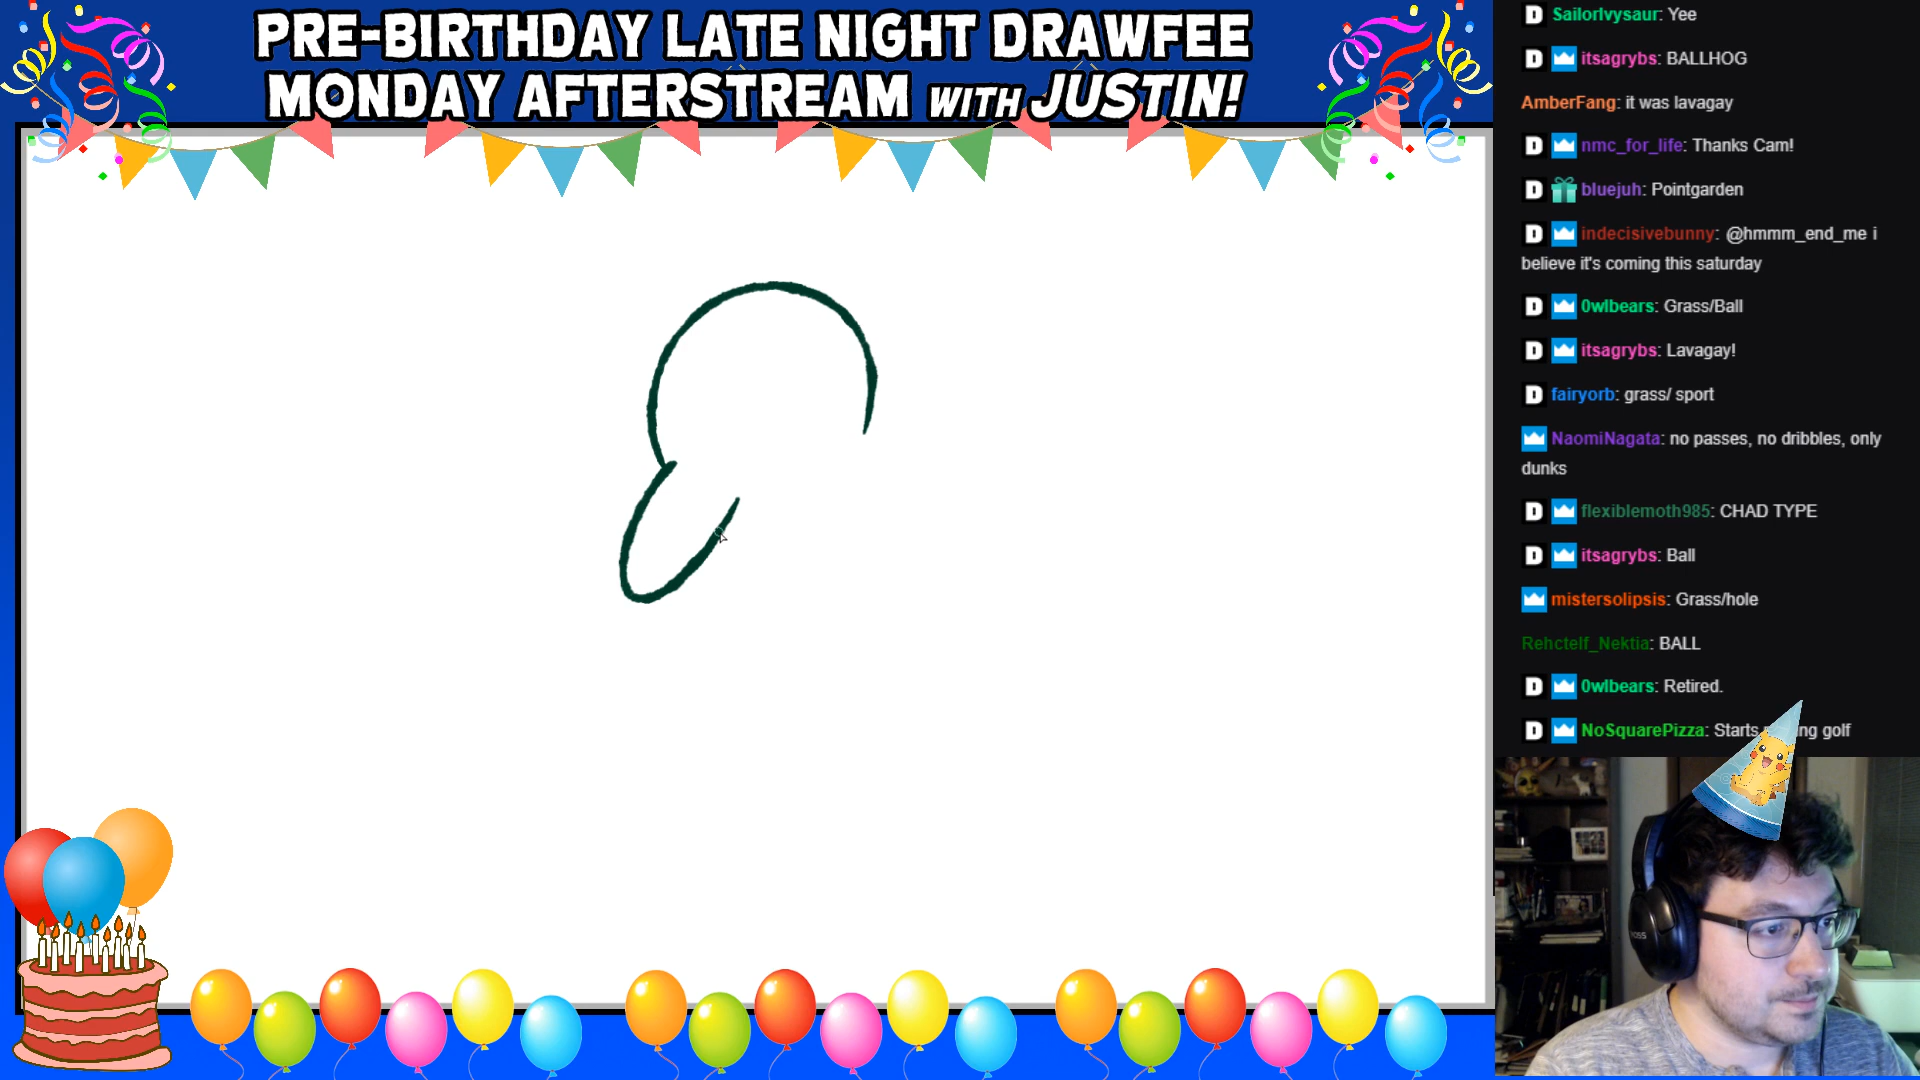 PRE-BIRTHDAY LATE NIGHT DRAWFEE
MONDAY AFTERSTREAM WITH JUSTIN!
SailorIvysaur: Yee
itsagrybs: BALLHOG
AmberFang: it was lavagay
nmc_for_life: Thanks Cam!
bluejuh: Pointgarden
indecisivebunny: @hmmm_end_me i
believe it's coming this saturday
0wlbears: Grass/Ball
itsagrybs: Lavagay!
fairyorb: grass/ sport
NaomiNagata: no passes, no dribbles, only
dunks
flexiblemoth985: CHAD TYPE
itsagrybs: Ball
mistersolipsis: Grass/hole
Rehctelf_Nektia: BALL
0wlbears: Retired.
NoSquarePizza: Starts golf